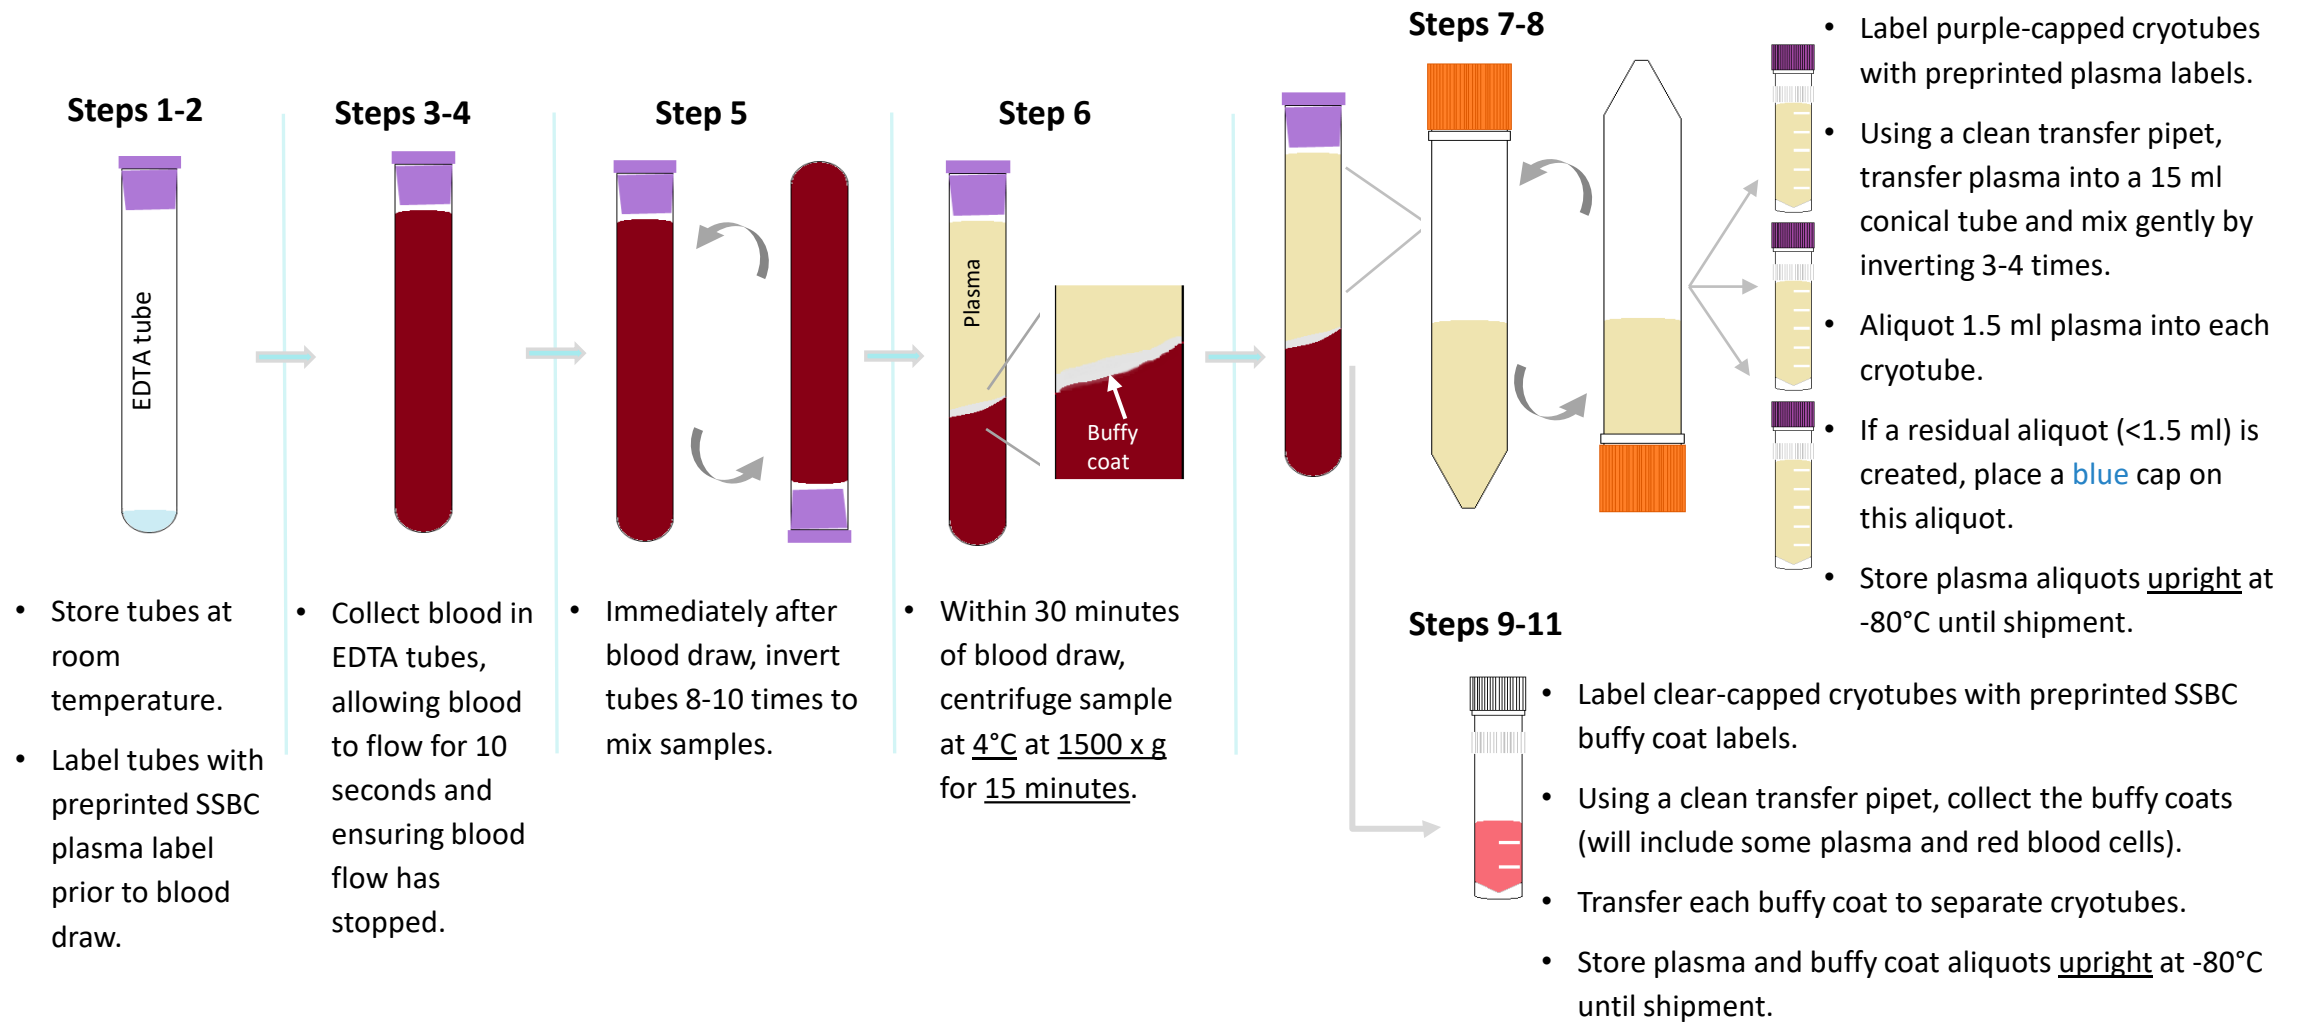 Steps 1-2
EDTA tube
• Store tubes at
room
temperature.
• Label tubes with
preprinted SSBC
plasma label
prior to blood
draw.
Steps 3-4
• Collect blood in
EDTA tubes,
allowing blood
to flow for 10
seconds and
ensuring blood
flow has
stopped.
Step 5
• Immediately after
blood draw, invert
tubes 8-10 times to
mix samples.
Step 6
Plasma
Buffy
coat
• Within 30 minutes
of blood draw,
centrifuge sample
at 4°C at 1500 x g
for 15 minutes.
Steps 7-8
• Label purple-capped cryotubes
with preprinted plasma labels.
• Using a clean transfer pipet,
transfer plasma into a 15 ml
conical tube and mix gently by
inverting 3-4 times.
• Aliquot 1.5 ml plasma into each
cryotube.
• If a residual aliquot (<1.5 ml) is
created, place a blue cap on
this aliquot.
• Store plasma aliquots upright at
-80°C until shipment.
Steps 9-11
• Label clear-capped cryotubes with preprinted SSBC
buffy coat labels.
• Using a clean transfer pipet, collect the buffy coats
(will include some plasma and red blood cells).
• Transfer each buffy coat to separate cryotubes.
• Store plasma and buffy coat aliquots upright at -80°C
until shipment.